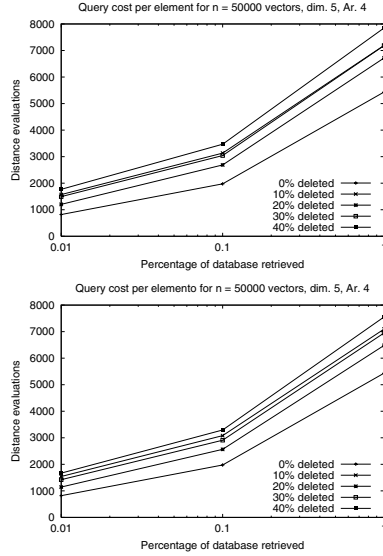 Query cost per element for n = 50000 vectors, dim. 5, Ar. 4
Distance evaluations
8000
7000
6000
5000
4000
3000
2000
1000
0
0% deleted
10% deleted
20% deleted
30% deleted
40% deleted
0.01
0.1
1
Percentage of database retrieved
Query cost per elemento for n = 50000 vectors, dim. 5, Ar. 4
Distance evaluations
8000
7000
6000
5000
4000
3000
2000
1000
0
0% deleted
10% deleted
20% deleted
30% deleted
40% deleted
0.01
0.1
1
Percentage of database retrieved